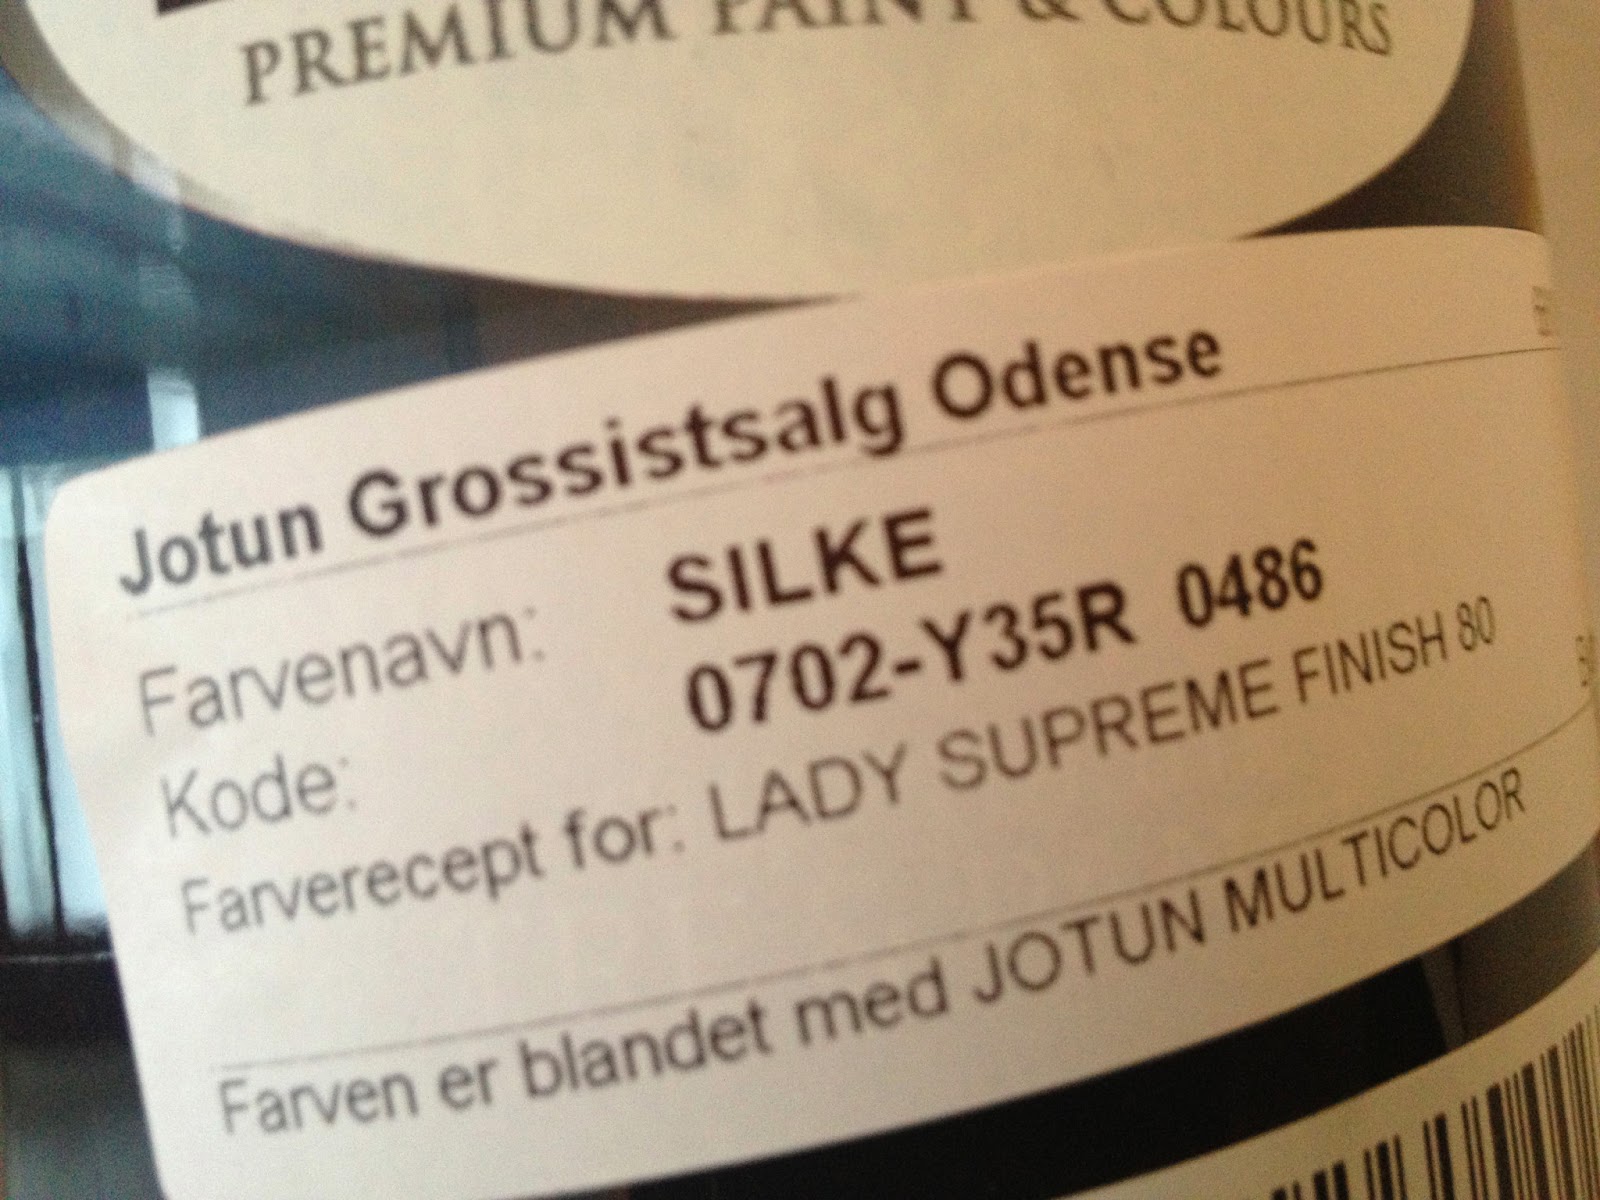 PREMIUM PAINT & COLOURS
Jotun Grossistsalg Odense
Farvenavn: SILKE
Kode: 0702-Y35R 0486
Farverecept for: LADY SUPREME FINISH 80
Farven er blandet med JOTUN MULTICOLOR